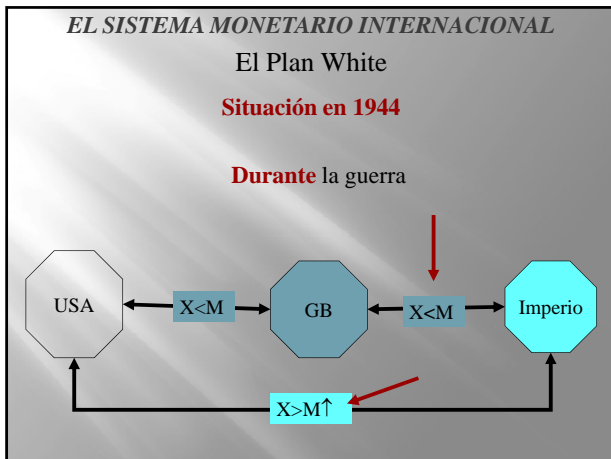 EL SISTEMA MONETARIO INTERNACIONAL
El Plan White
Situación en 1944
Durante la guerra
USA
X<M
GB
X<M
Imperio
X>M↑